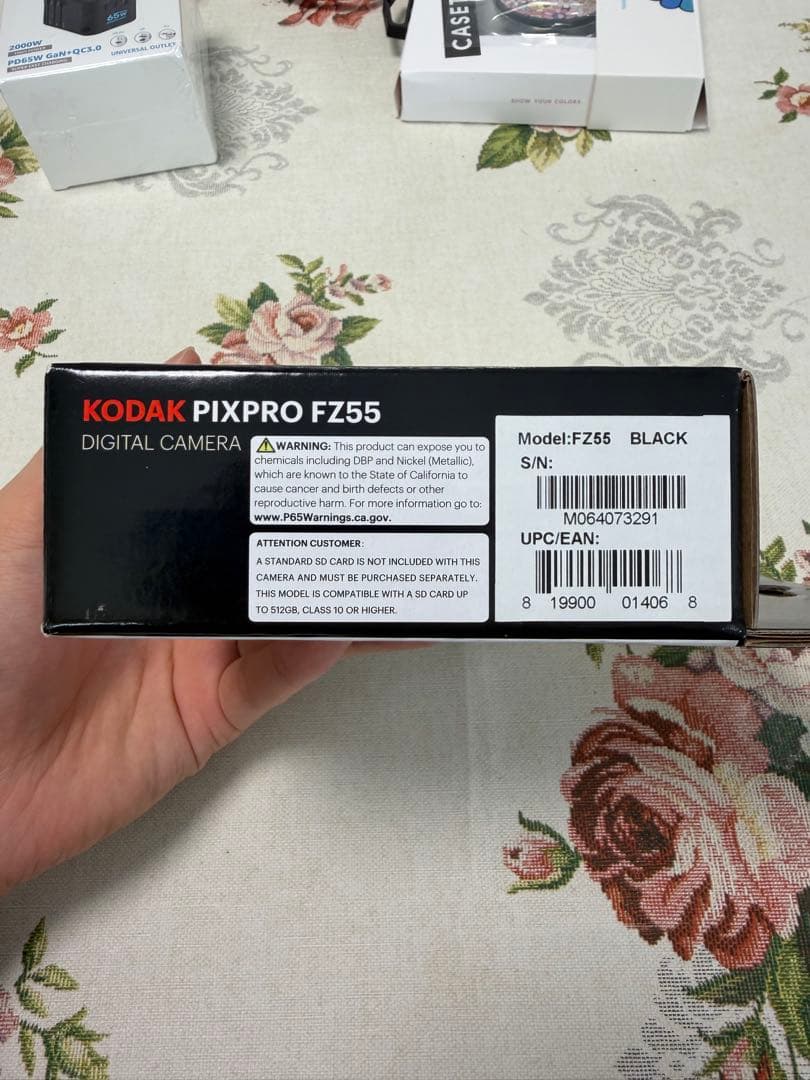 65W
2000W
PD65W GaN+QC3.0
UNIVERSAL OUTLET
CASET
SHOW YOUR COLORS
KODAK PIXPRO FZ55
DIGITAL CAMERA
WARNING: This product can expose you to
chemicals including DBP and Nickel (Metallic),
which are known to the State of California to
cause cancer and birth defects or other
reproductive harm. For more information go to:
www.P65Warnings.ca.gov.
ATTENTION CUSTOMER:
A STANDARD SD CARD IS NOT INCLUDED WITH THIS
CAMERA AND MUST BE PURCHASED SEPARATELY.
THIS MODEL IS COMPATIBLE WITH A SD CARD UP
TO 512GB, CLASS 10 OR HIGHER.
Model:FZ55 BLACK
S/N:
M064073291
UPC/EAN:
8 19900 01406 8